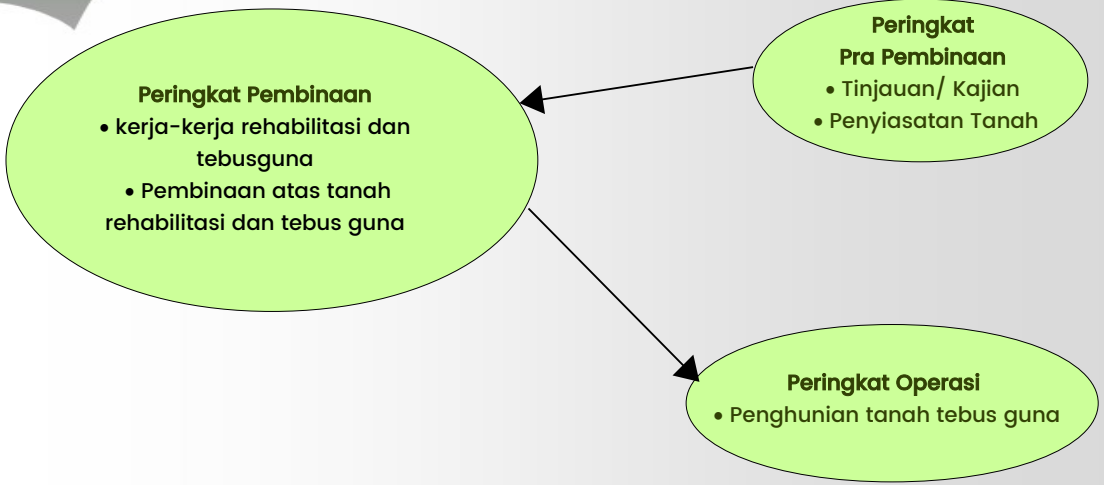 Peringkat
Pra Pembinaan
• Tinjauan/ Kajian
• Penyiasatan Tanah
Peringkat Pembinaan
• kerja-kerja rehabilitasi dan
tebusguna
• Pembinaan atas tanah
rehabilitasi dan tebus guna
Peringkat Operasi
• Penghunian tanah tebus guna